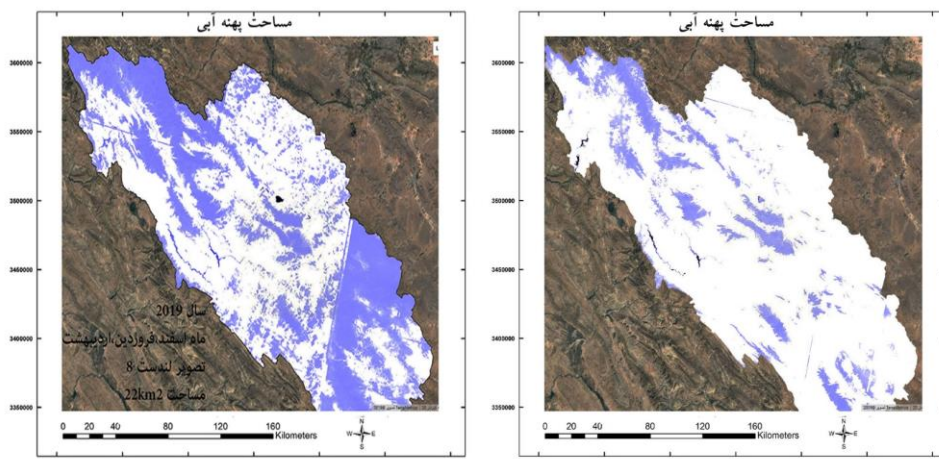 مساحت پهنه آبی
3600000
3550000
3500000
3450000
3400000
3350000
سال 2019
ماه اسفند،فروردین،اردیبهشت
تصویر لندست 8
مساحت 22km2
0 20 40 80 120 160
Kilometers
N
W E
S
مساحت پهنه آبی
3600000
3550000
3500000
3450000
3400000
3350000
0 20 40 80 120 160
Kilometers
N
W E
S